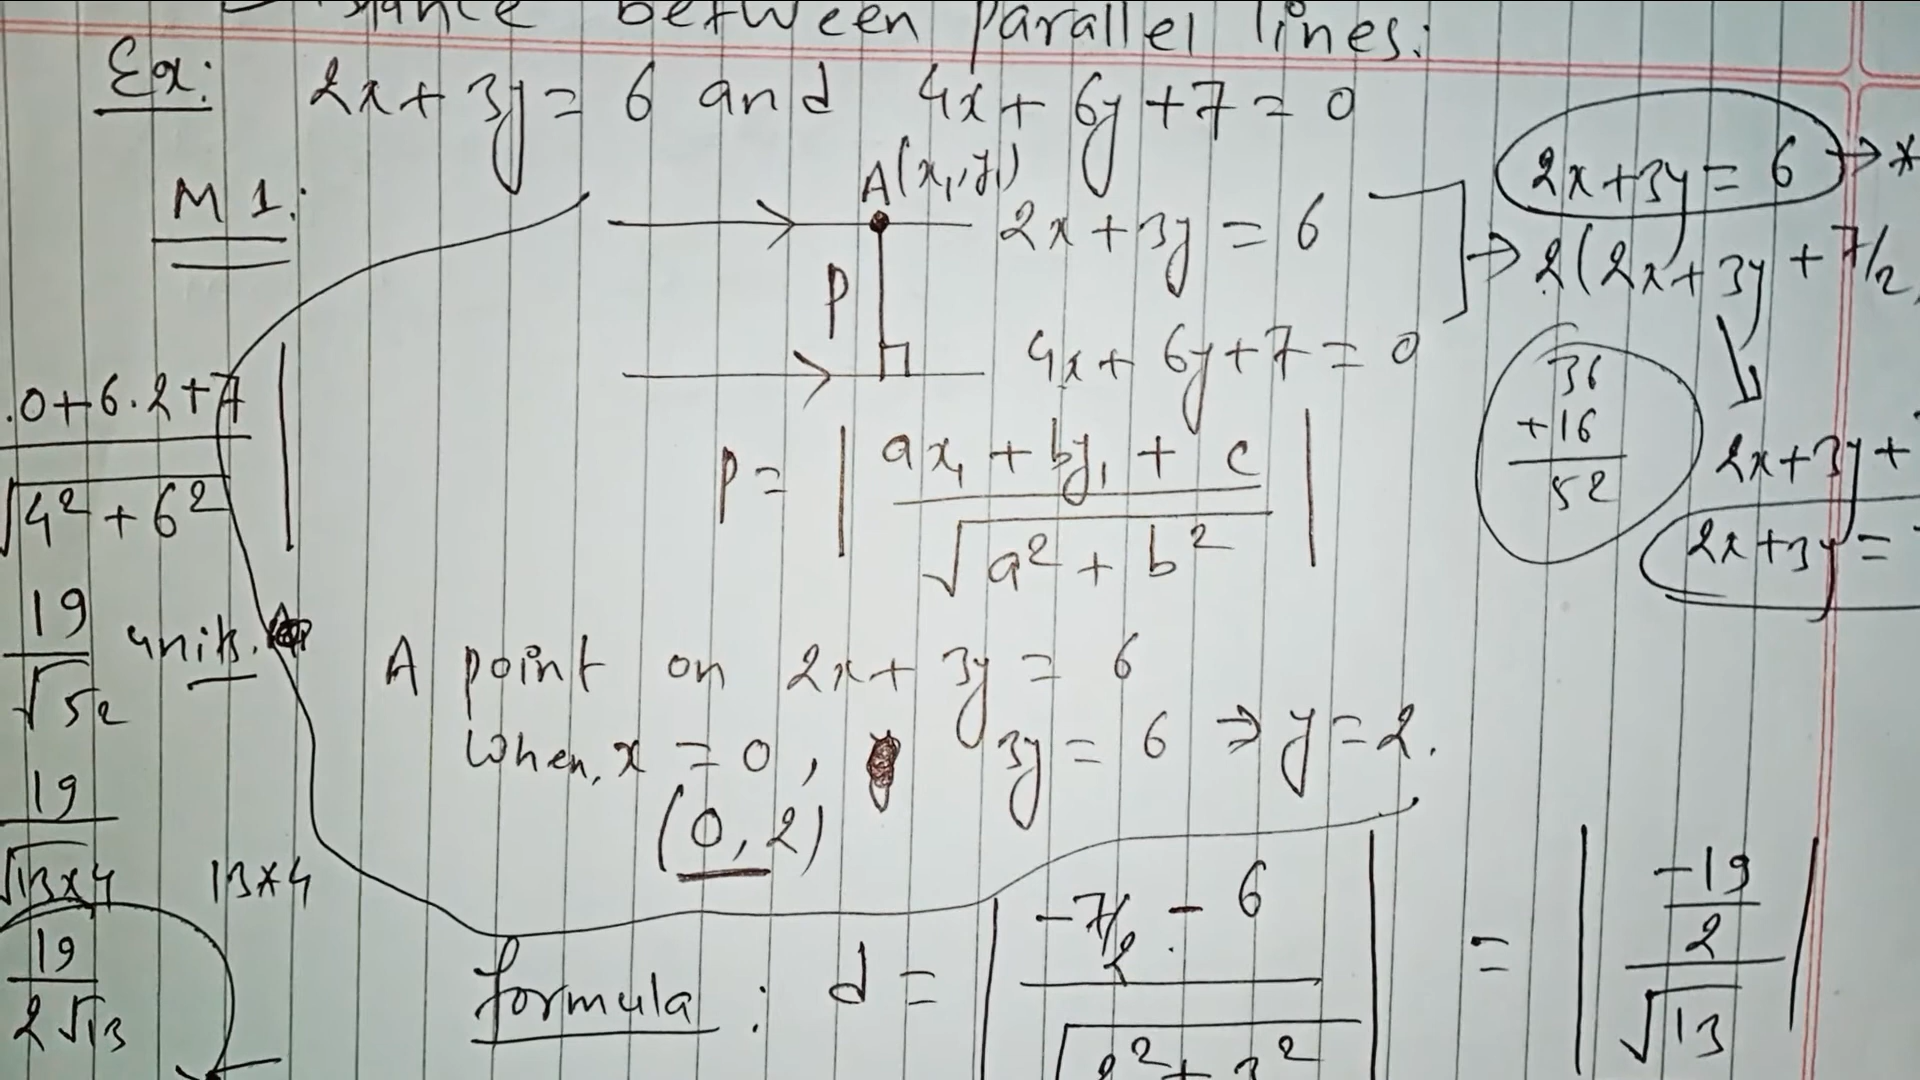 between parallel lines:
Ex: 2x + 3y = 6 and 4x + 6y + 7 = 0
M 1:
A(x₁, y₁)
2x + 3y = 6
P
4x + 6y + 7 = 0
P = | (ax₁ + by₁ + c) / √(a² + b²) |
A point on 2x + 3y = 6
When, x = 0, 3y = 6 ⇒ y = 2.
(0, 2)
.0 + 6.2 + 7 |
√(4² + 6²)
19/√52 units.
19/√(13×4) 13×4
19/2√13
2x + 3y = 6 → *
→ 2(2x + 3y + 7/2
36
+16
52
2x + 3y +
2x + 3y =
formula : d = | (-7/2 - 6) / √(2² + 3²) | = | (-19/2) / √13 |